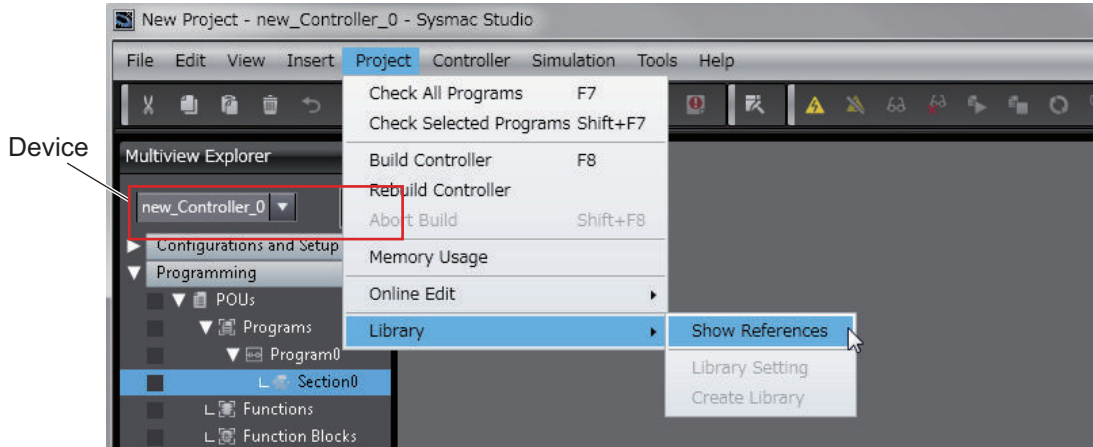 New Project - new_Controller_0 - Sysmac Studio
File Edit View Insert Project Controller Simulation Tools Help
Check All Programs F7
Check Selected Programs Shift+F7
Device
Multiview Explorer
Build Controller F8
new_Controller_0
Rebuild Controller
Abort Build Shift+F8
Configurations and Setup
Memory Usage
Programming
Online Edit
POUs
Programs
Library
Show References
Program0
Library Setting
Section0
Create Library
Functions
Function Blocks